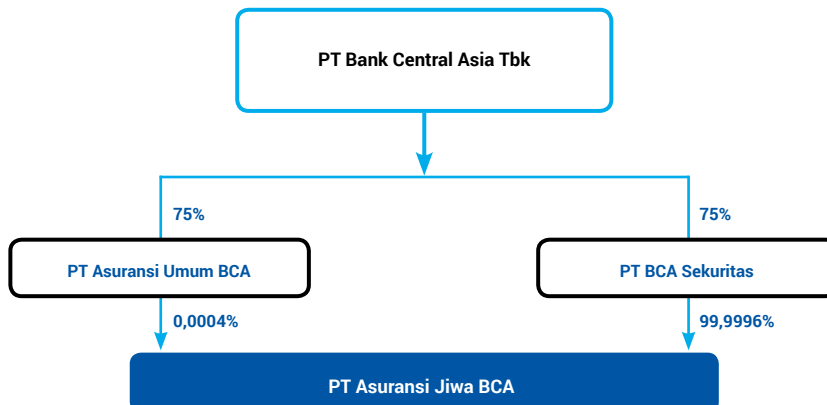 PT Bank Central Asia Tbk
75%
75%
PT Asuransi Umum BCA
PT BCA Sekuritas
0,0004%
99,9996%
PT Asuransi Jiwa BCA